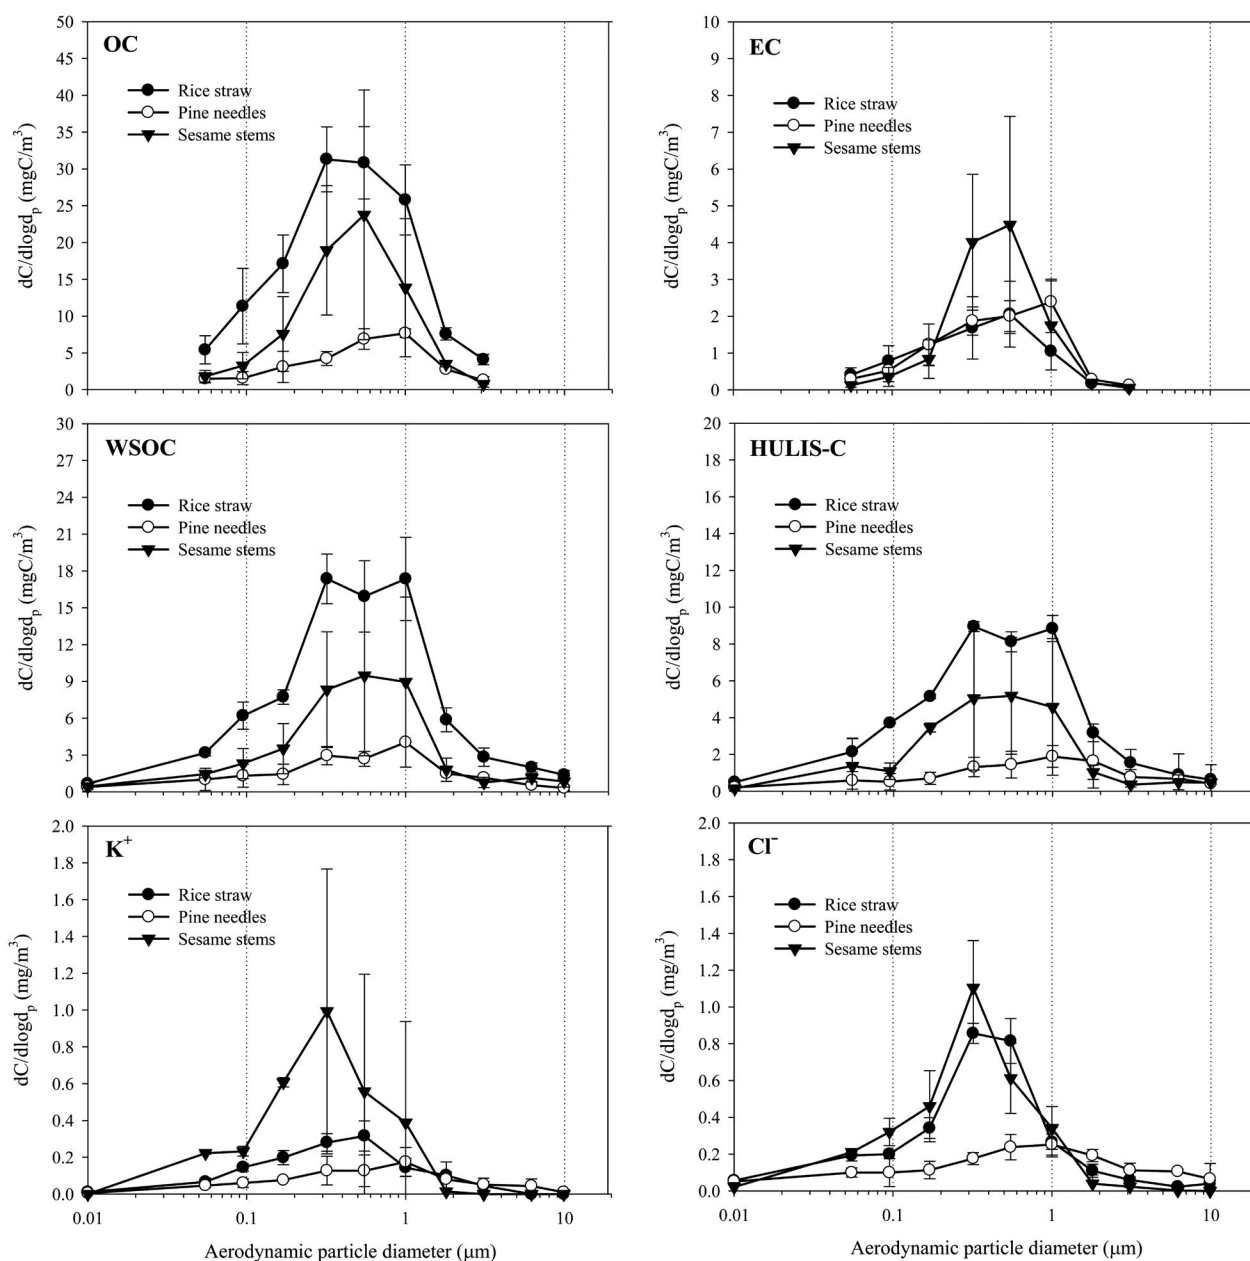 OC
Rice straw
Pine needles
Sesame stems
dC/dlogd_p (mgC/m³)
50
45
40
35
30
25
20
15
10
5
0
EC
Rice straw
Pine needles
Sesame stems
dC/dlogd_p (mgC/m³)
10
9
8
7
6
5
4
3
2
1
0
WSOC
Rice straw
Pine needles
Sesame stems
dC/dlogd_p (mgC/m³)
30
27
24
21
18
15
12
9
6
3
0
HULIS-C
Rice straw
Pine needles
Sesame stems
dC/dlogd_p (mgC/m³)
20
18
16
14
12
10
8
6
4
2
0
K⁺
Rice straw
Pine needles
Sesame stems
dC/dlogd_p (mg/m³)
2.0
1.8
1.6
1.4
1.2
1.0
0.8
0.6
0.4
0.2
0.0
0.01 0.1 1 10
Aerodynamic particle diameter (μm)
Cl⁻
Rice straw
Pine needles
Sesame stems
dC/dlogd_p (mg/m³)
2.0
1.8
1.6
1.4
1.2
1.0
0.8
0.6
0.4
0.2
0.0
0.01 0.1 1 10
Aerodynamic particle diameter (μm)